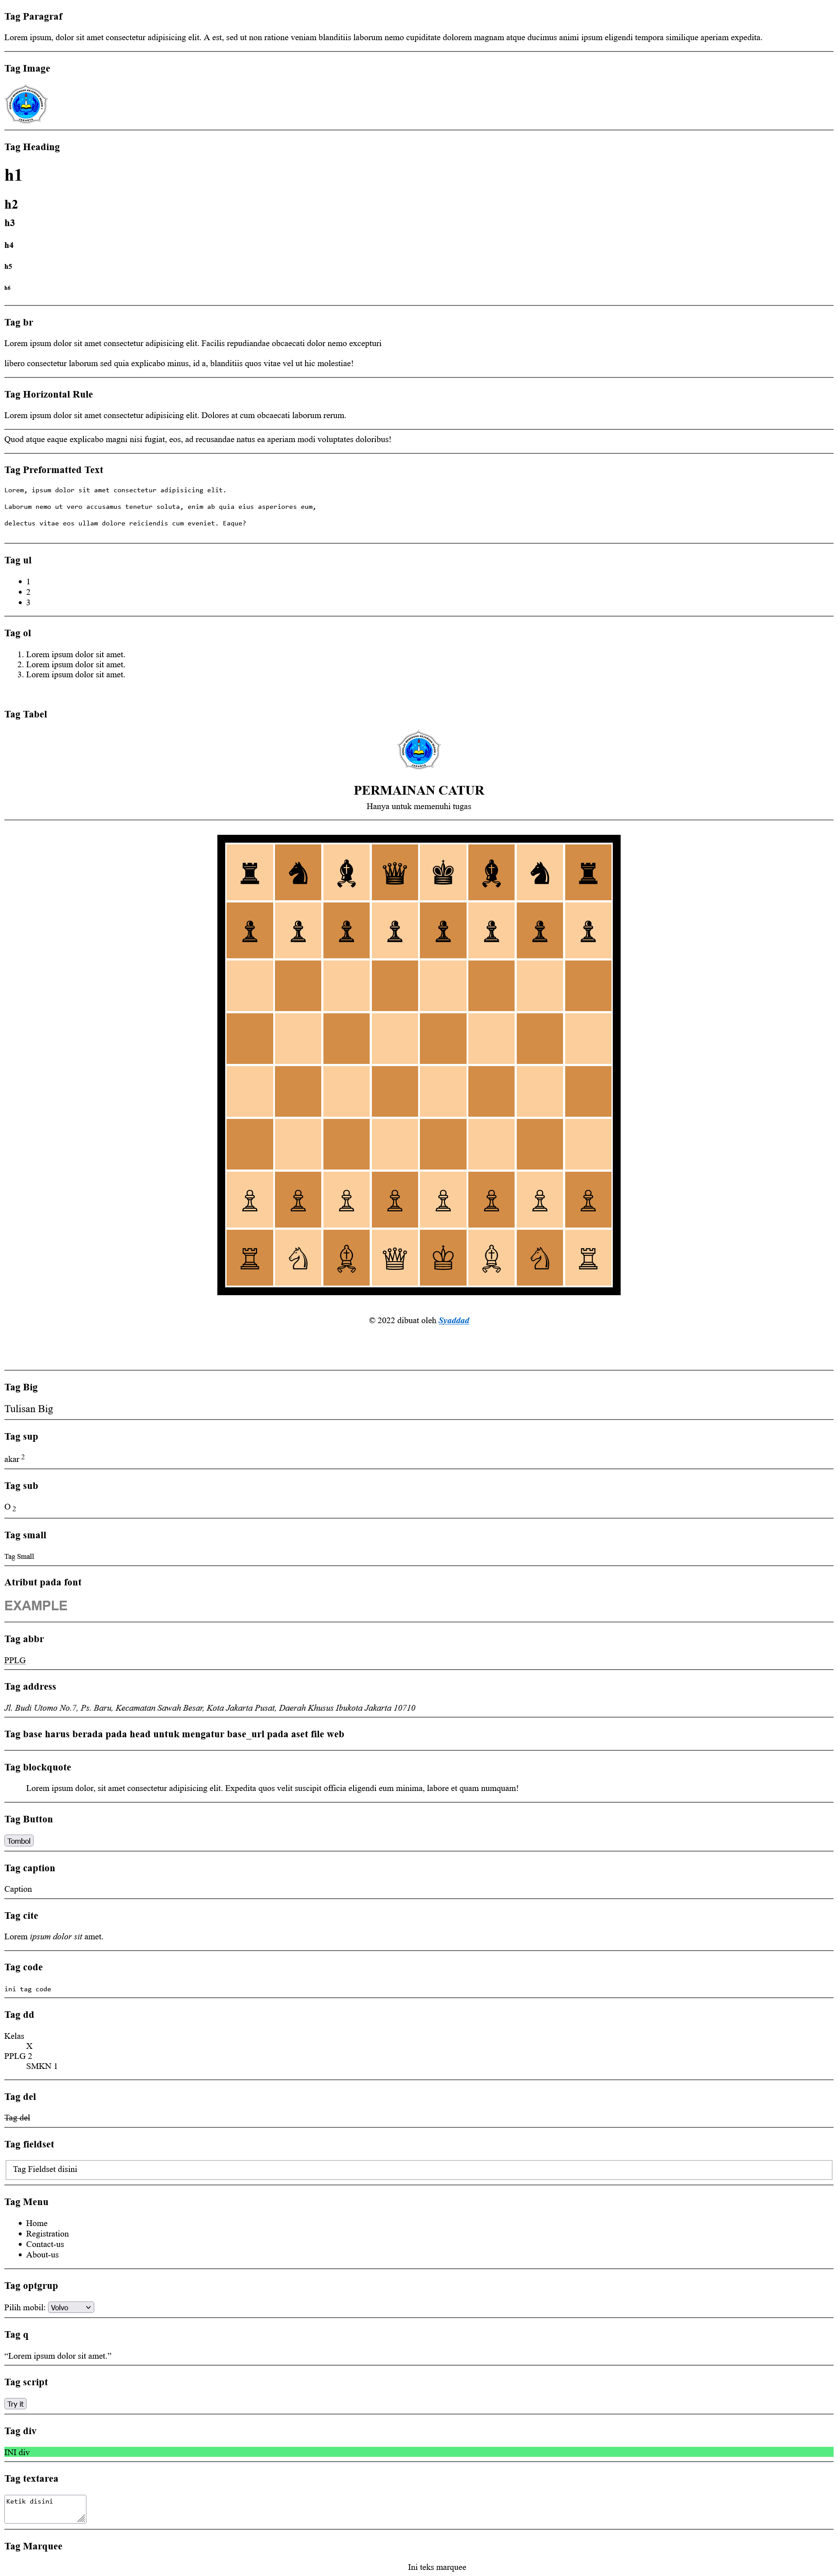 Tag Paragraf
Lorem ipsum, dolor sit amet consectetur adipisicing elit. A est, sed ut non ratione veniam blanditiis laborum nemo cupiditate dolorem magnam atque ducimus animi ipsum eligendi tempora similique aperiam expedita.
Tag Image
Tag Heading
h1
h2
h3
h4
h5
h6
Tag br
Lorem ipsum dolor sit amet consectetur adipisicing elit. Facilis repudiandae obcaecati dolor nemo excepturi
libero consectetur laborum sed quia explicabo minus, id a, blanditiis quos vitae vel ut hic molestiae!
Tag Horizontal Rule
Lorem ipsum dolor sit amet consectetur adipisicing elit. Dolores at cum obcaecati laborum rerum.
Quod atque eaque explicabo magni nisi fugiat, eos, ad recusandae natus ea aperiam modi voluptates doloribus!
Tag Preformatted Text
Lorem, ipsum dolor sit amet consectetur adipisicing elit.
Laborum nemo ut vero accusamus tenetur soluta, enim ab quia eius asperiores eum,
delectus vitae eos ullam dolore reiciendis cum eveniet. Eaque?
Tag ul
• 1
• 2
• 3
Tag ol
1. Lorem ipsum dolor sit amet.
2. Lorem ipsum dolor sit amet.
3. Lorem ipsum dolor sit amet.
Tag Tabel
PERMAINAN CATUR
Hanya untuk memenuhi tugas
© 2022 dibuat oleh Syaddad
Tag Big
Tulisan Big
Tag sup
akar 2
Tag sub
O 2
Tag small
Tag Small
Atribut pada font
EXAMPLE
Tag abbr
PPLG
Tag address
Jl. Budi Utomo No.7, Ps. Baru, Kecamatan Sawah Besar, Kota Jakarta Pusat, Daerah Khusus Ibukota Jakarta 10710
Tag base harus berada pada head untuk mengatur base_url pada aset file web
Tag blockquote
Lorem ipsum dolor, sit amet consectetur adipisicing elit. Expedita quos velit suscipit officia eligendi eum minima, labore et quam numquam!
Tag Button
Tombol
Tag caption
Caption
Tag cite
Lorem ipsum dolor sit amet.
Tag code
ini tag code
Tag dd
Kelas
X
PPLG 2
SMKN 1
Tag del
Tag del
Tag fieldset
Tag Fieldset disini
Tag Menu
• Home
• Registration
• Contact-us
• About-us
Tag optgrup
Pilih mobil: Volvo
Tag q
“Lorem ipsum dolor sit amet.”
Tag script
Try it
Tag div
INI div
Tag textarea
Ketik disini
Tag Marquee
Ini teks marquee